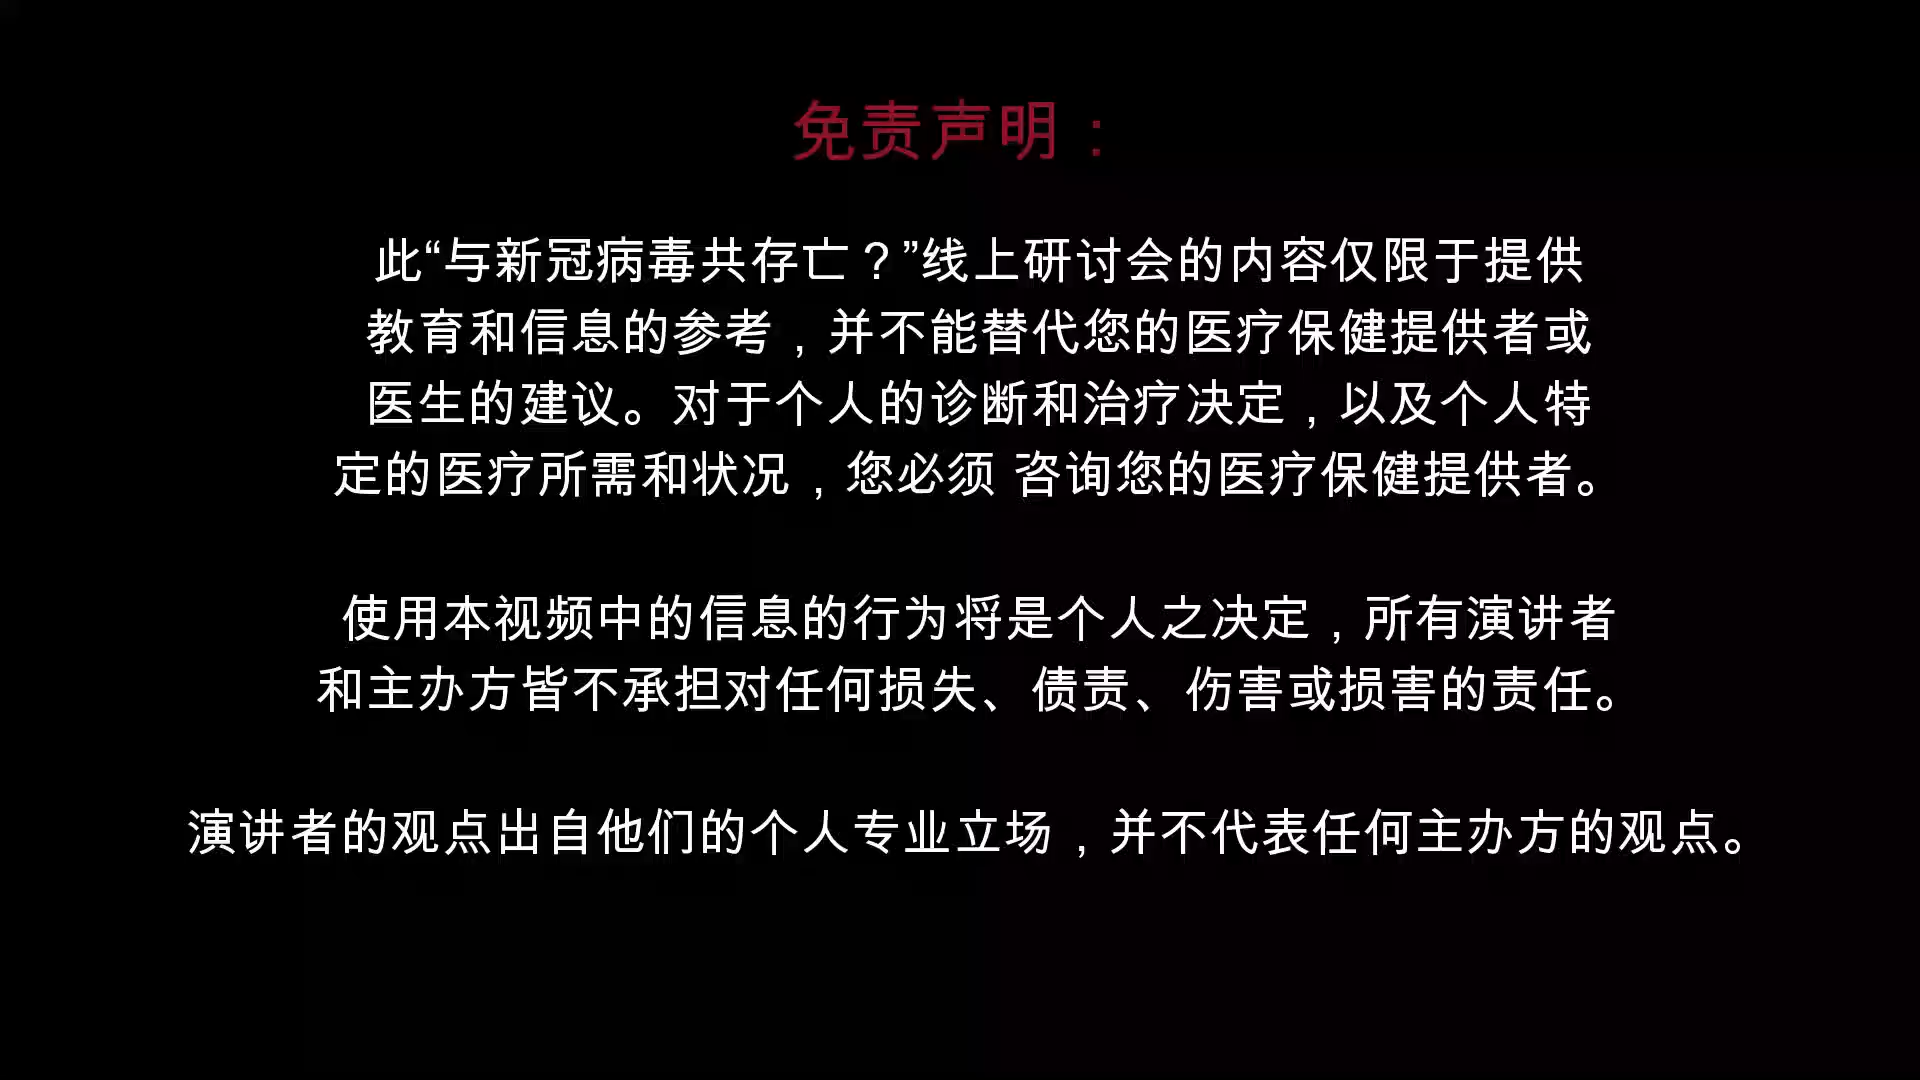 免责声明：
此“与新冠病毒共存亡？”线上研讨会的内容仅限于提供
教育和信息的参考，并不能替代您的医疗保健提供者或
医生的建议。对于个人的诊断和治疗决定，以及个人特
定的医疗所需和状况，您必须 咨询您的医疗保健提供者。
使用本视频中的信息的行为将是个人之决定，所有演讲者
和主办方皆不承担对任何损失、债责、伤害或损害的责任。
演讲者的观点出自他们的个人专业立场，并不代表任何主办方的观点。